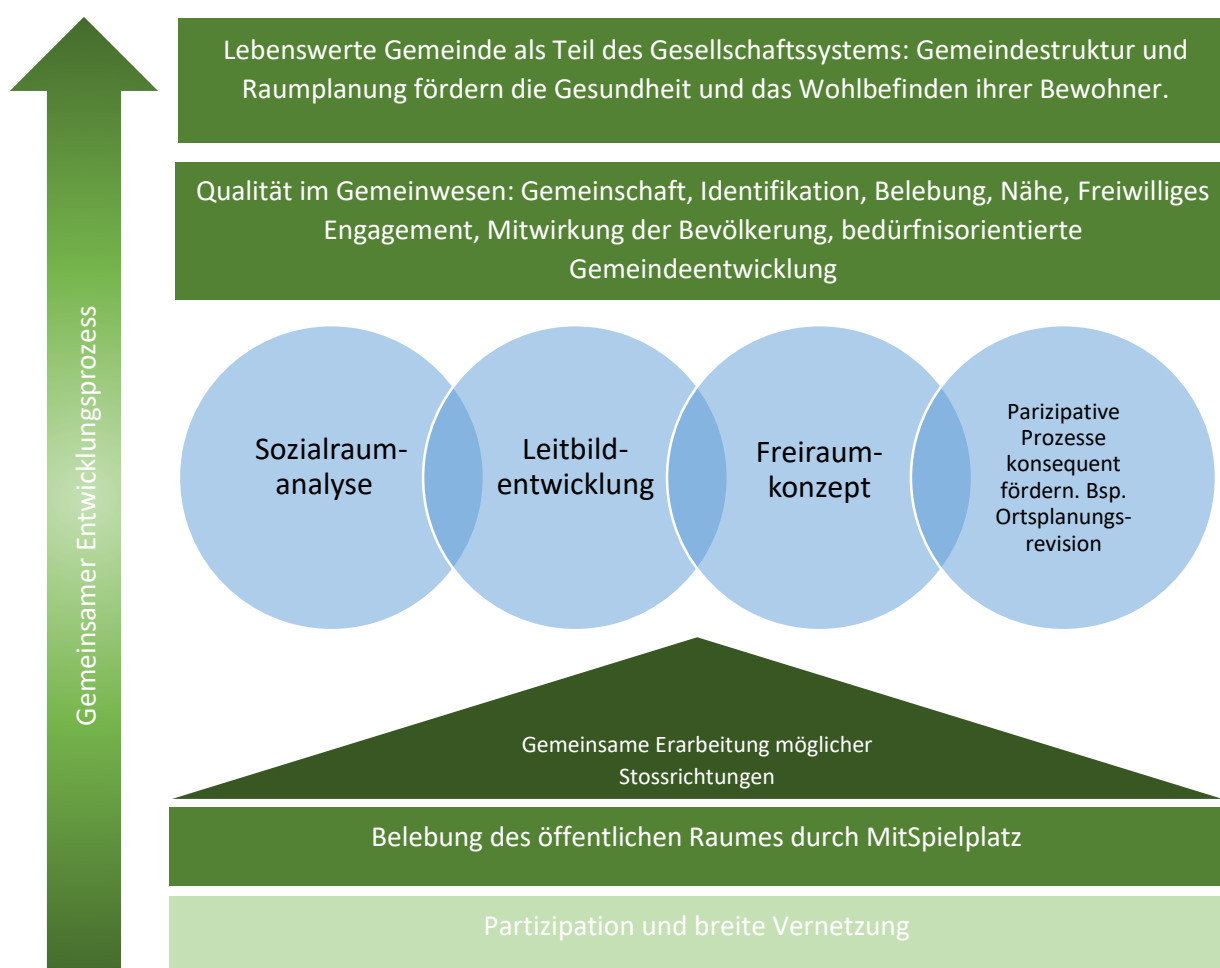 Lebenswerte Gemeinde als Teil des Gesellschaftssystems: Gemeindestruktur und
Raumplanung fördern die Gesundheit und das Wohlbefinden ihrer Bewohner.
Qualität im Gemeinwesen: Gemeinschaft, Identifikation, Belebung, Nähe, Freiwilliges
Engagement, Mitwirkung der Bevölkerung, bedürfnisorientierte
Gemeindeentwicklung
Gemeinsamer Entwicklungsprozess
Sozialraum-
analyse
Leitbild-
entwicklung
Freiraum-
konzept
Parizipative
Prozesse
konsequent
fördern. Bsp.
Ortsplanungs-
revision
Gemeinsame Erarbeitung möglicher
Stossrichtungen
Belebung des öffentlichen Raumes durch MitSpielplatz
Partizipation und breite Vernetzung